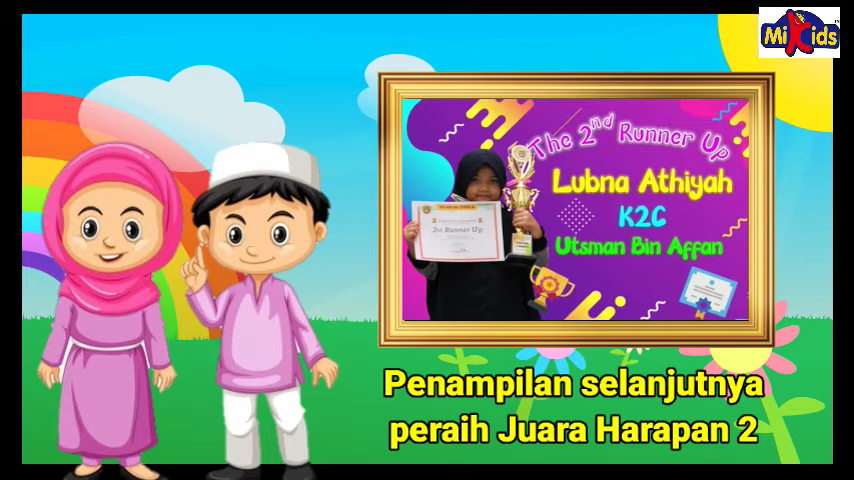 MiKids
The 2nd Runner Up
Lubna Athiyah
K2C
Utsman Bin Affan
2nd Runner Up
Penampilan selanjutnya
peraih Juara Harapan 2